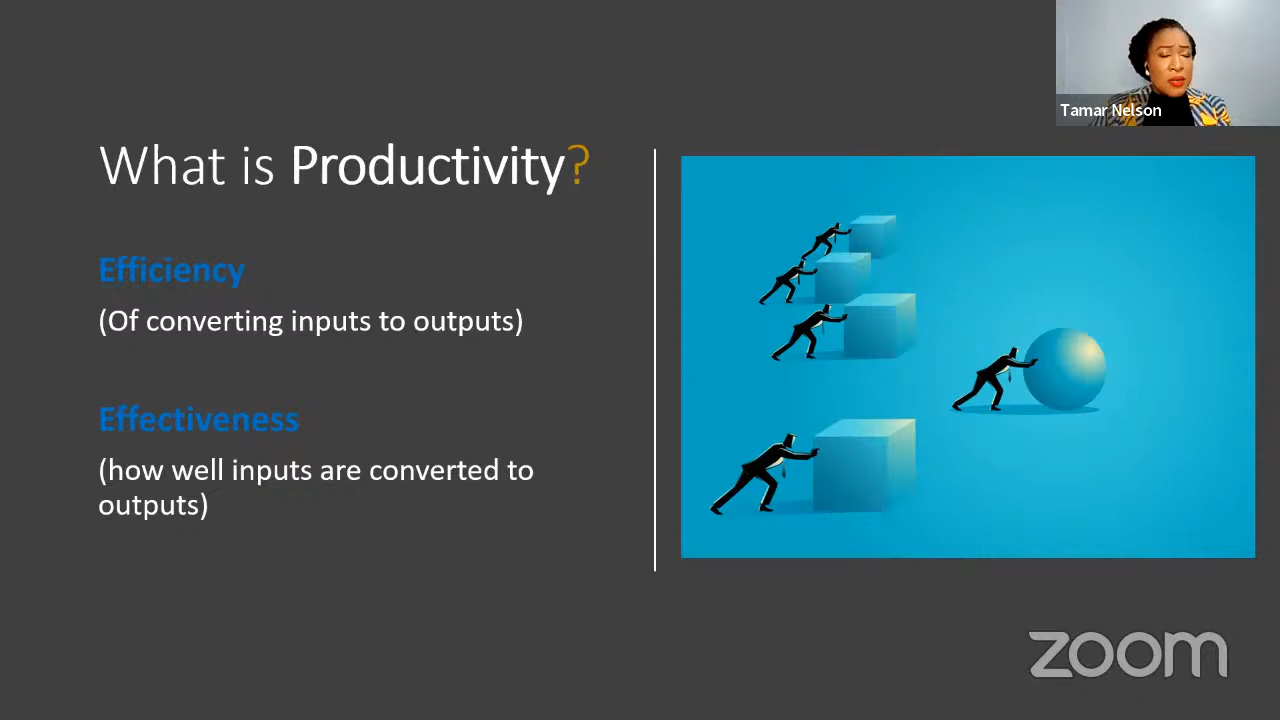 Tamar Nelson
What is Productivity?
Efficiency
(Of converting inputs to outputs)
Effectiveness
(how well inputs are converted to
outputs)
zoom